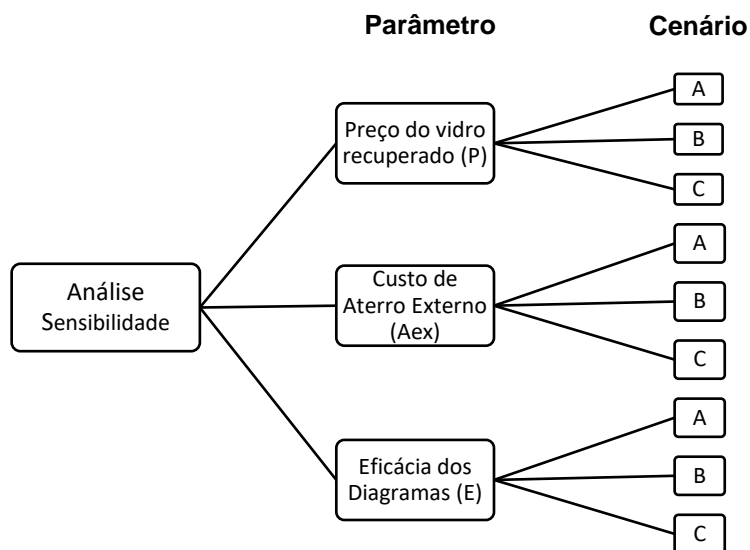 Parâmetro
Cenário
Análise
Sensibilidade
Preço do vidro
recuperado (P)
A
B
C
Custo de
Aterro Externo
(Aex)
A
B
C
Eficácia dos
Diagramas (E)
A
B
C